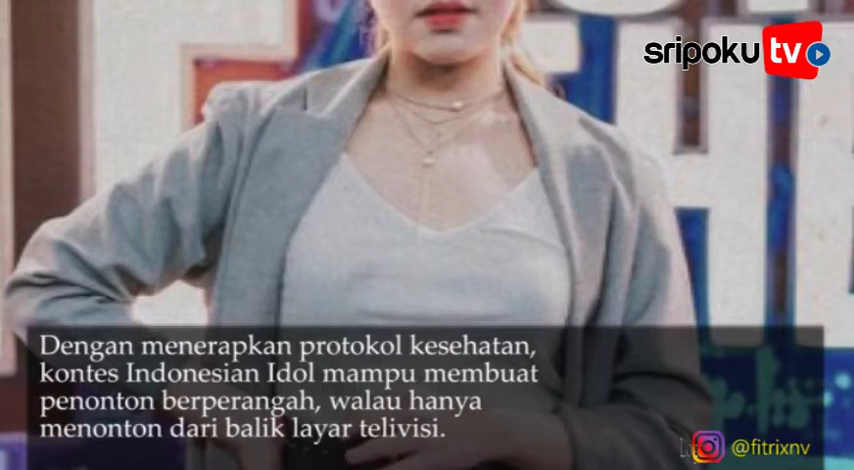 sripoku tv
Dengan menerapkan protokol kesehatan,
kontes Indonesian Idol mampu membuat
penonton berperangah, walau hanya
menonton dari balik layar telivisi.
@fitrixnv